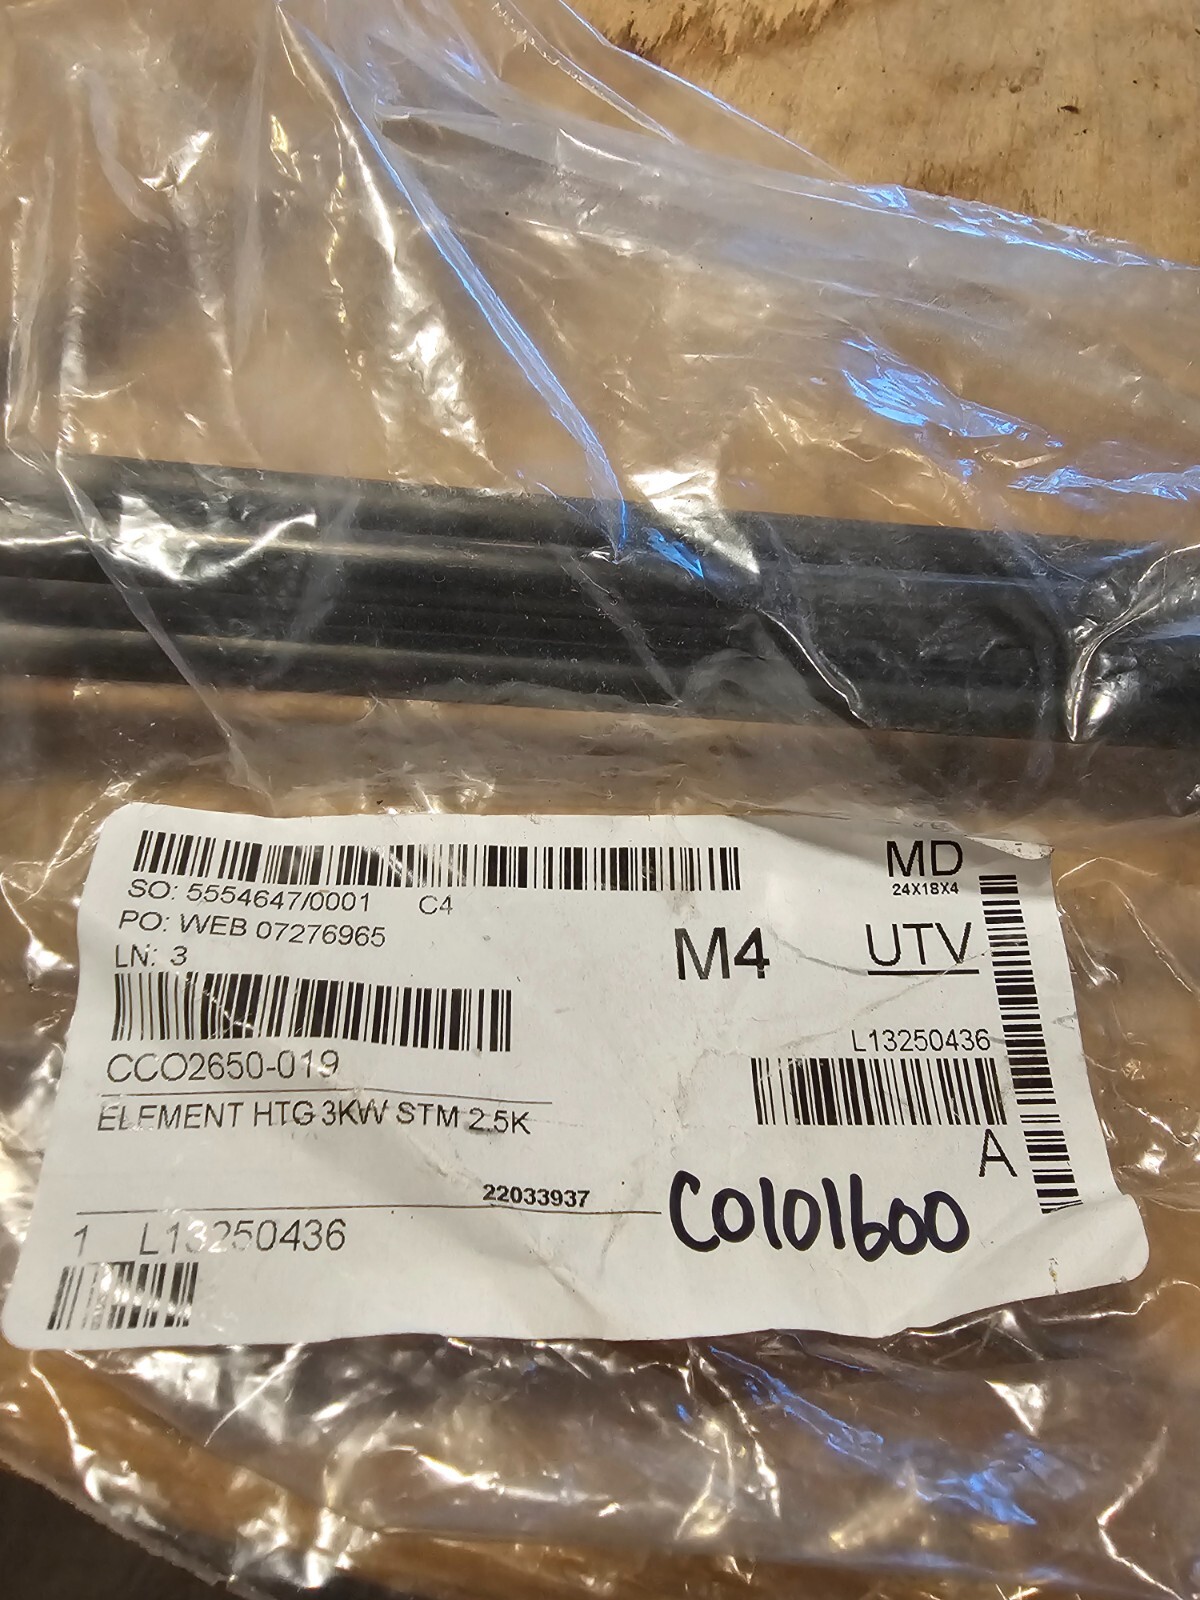 SO: 5554647/0001 C4
PO: WEB 07276965
LN: 3
MD
24X18X4
M4
UTV
CCO2650-019
ELEMENT HTG 3KW STM 2.5K
L13250436
A
22033937
1 L13250436
C0101600